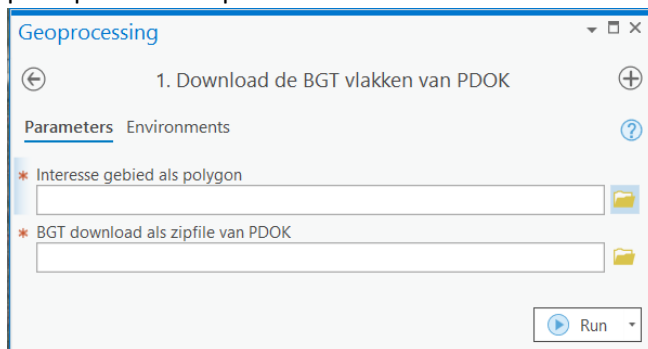 Geoprocessing
1. Download de BGT vlakken van PDOK
Parameters Environments
* Interesse gebied als polygon
* BGT download als zipfile van PDOK
Run